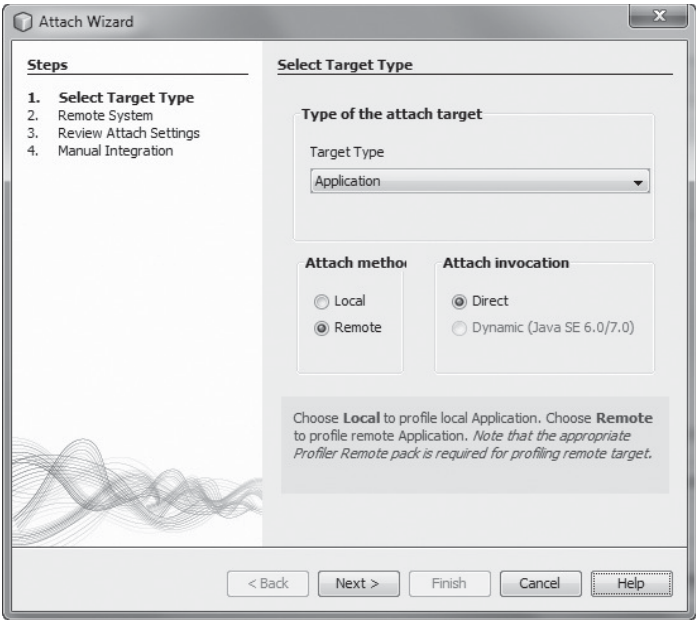 Attach Wizard
Steps
1. Select Target Type
2. Remote System
3. Review Attach Settings
4. Manual Integration
Select Target Type
Type of the attach target
Target Type
Application
Attach metho
Local
Remote
Attach invocation
Direct
Dynamic (Java SE 6.0/7.0)
Choose Local to profile local Application. Choose Remote
to profile remote Application. Note that the appropriate
Profiler Remote pack is required for profiling remote target.
< Back
Next >
Finish
Cancel
Help